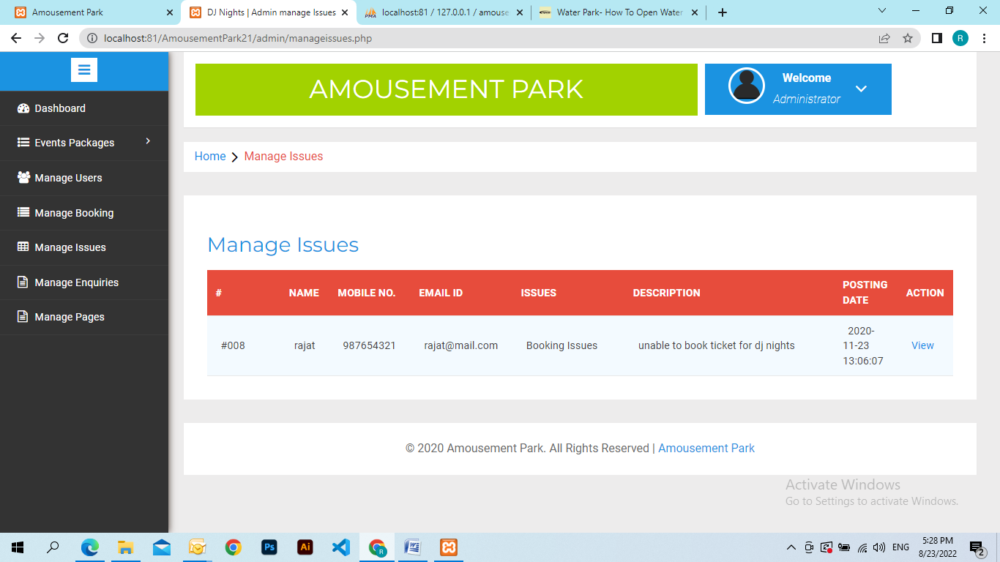 Amousement Park
DJ Nights | Admin manage Issues
localhost:81 / 127.0.0.1 / amouse
Water Park- How To Open Water
localhost:81/AmousementPark21/admin/manageissues.php
R
AMOUSEMENT PARK
Welcome
Administrator
Dashboard
Events Packages
Manage Users
Manage Booking
Manage Issues
Manage Enquiries
Manage Pages
Home
Manage Issues
Manage Issues
# NAME MOBILE NO. EMAIL ID ISSUES DESCRIPTION POSTING DATE ACTION
#008 rajat 987654321 rajat@mail.com Booking Issues unable to book ticket for dj nights 2020-11-23 13:06:07 View
© 2020 Amousement Park. All Rights Reserved | Amousement Park
Activate Windows
Go to Settings to activate Windows.
Ps
Ai
R
ENG
5:28 PM
8/23/2022
2